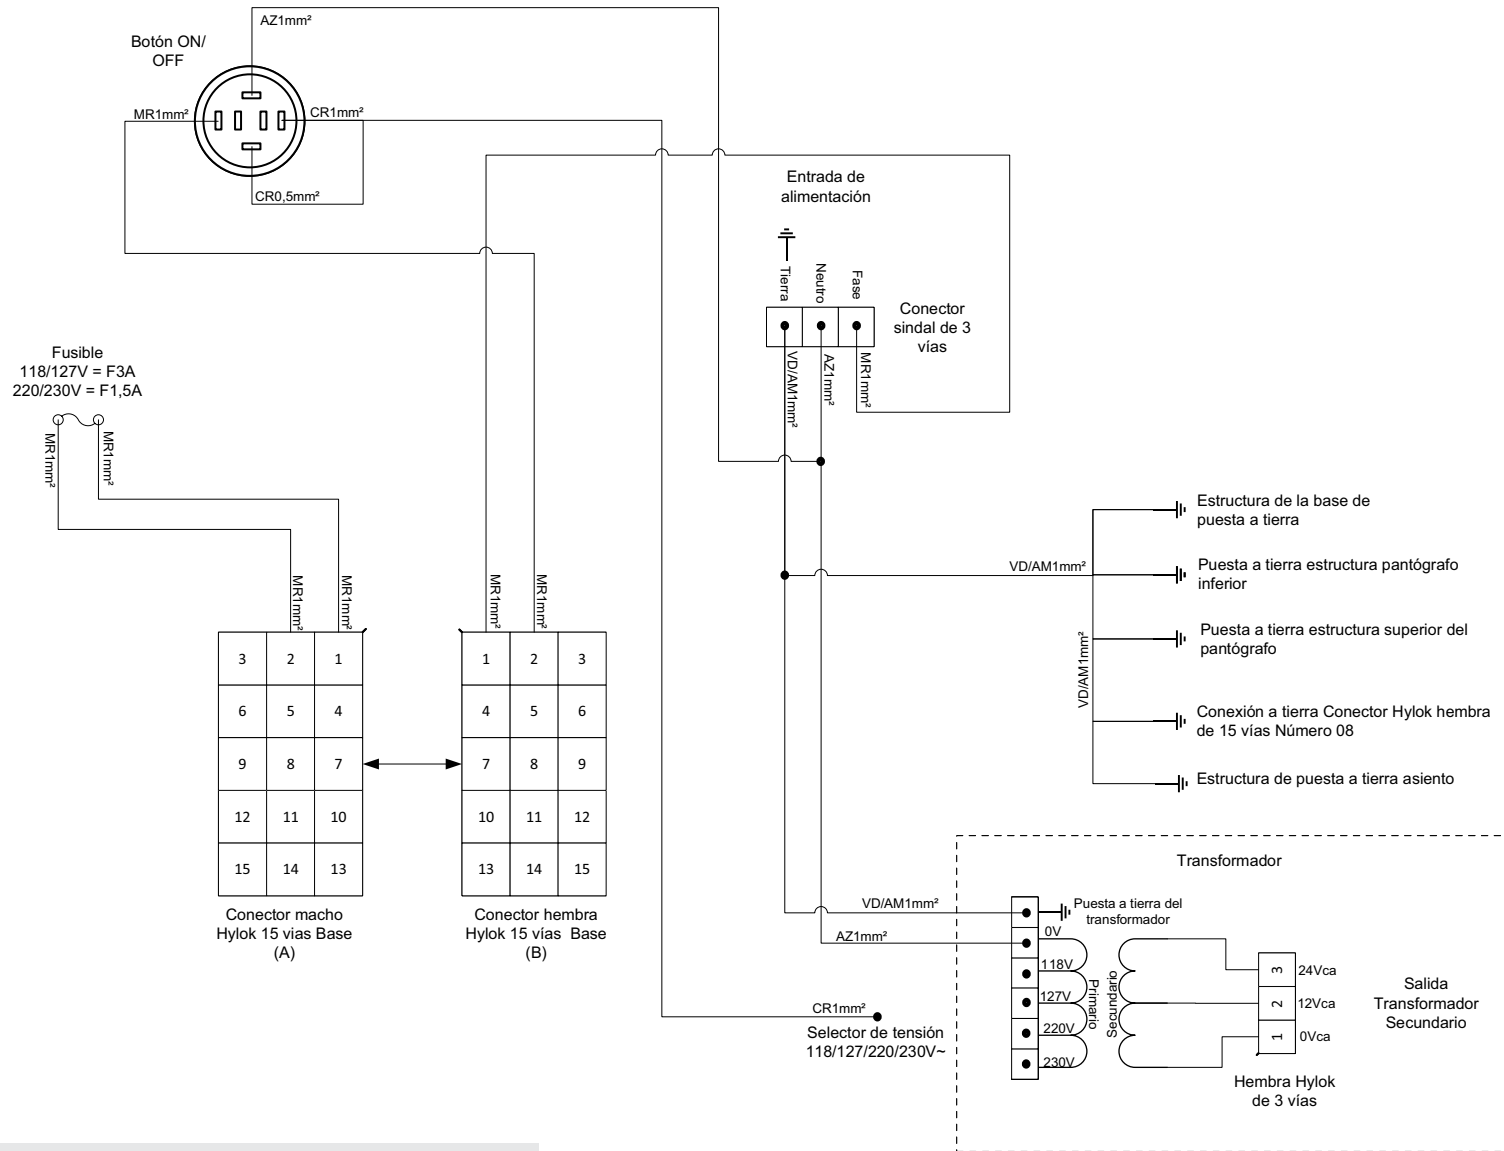 AZ1mm²
Botón ON/
OFF
MR1mm²
CR1mm²
CR0,5mm²
Entrada de
alimentación
Tierra
Neutro
Fase
Conector
sindal de 3
vías
VD/AM1mm²
AZ1mm²
MR1mm²
Fusible
118/127V = F3A
220/230V = F1,5A
MR1mm²
MR1mm²
MR1mm²
MR1mm²
MR1mm²
MR1mm²
3 2 1
6 5 4
9 8 7
12 11 10
15 14 13
Conector macho
Hylok 15 vias Base
(A)
1 2 3
4 5 6
7 8 9
10 11 12
13 14 15
Conector hembra
Hylok 15 vías Base
(B)
VD/AM1mm²
VD/AM1mm²
Estructura de la base de
puesta a tierra
Puesta a tierra estructura pantógrafo
inferior
Puesta a tierra estructura superior del
pantógrafo
Conexión a tierra Conector Hylok hembra
de 15 vías Número 08
Estructura de puesta a tierra asiento
Transformador
VD/AM1mm²
Puesta a tierra del
transformador
AZ1mm²
0V
118V
127V
220V
230V
Primario
Secundario
3
2
1
24Vca
12Vca
0Vca
Salida
Transformador
Secundario
Hembra Hylok
de 3 vías
CR1mm²
Selector de tensión
118/127/220/230V~